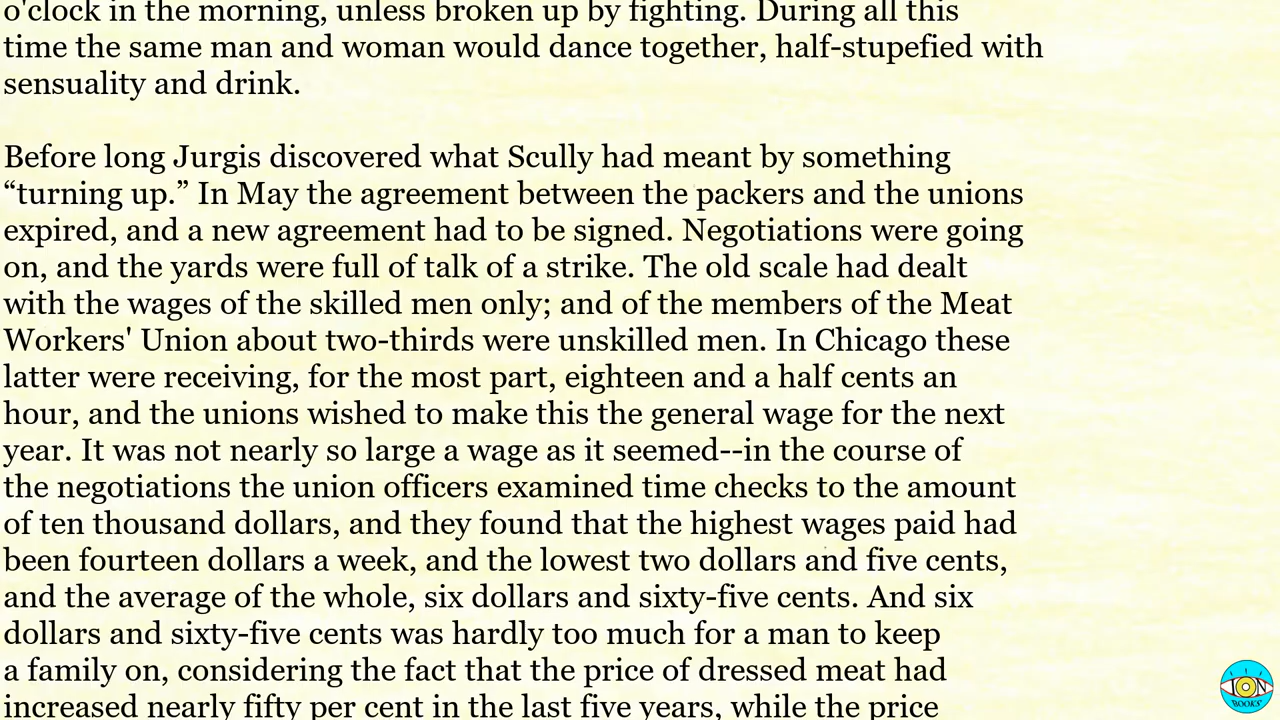 o'clock in the morning, unless broken up by fighting. During all this
time the same man and woman would dance together, half-stupefied with
sensuality and drink.
Before long Jurgis discovered what Scully had meant by something
“turning up.” In May the agreement between the packers and the unions
expired, and a new agreement had to be signed. Negotiations were going
on, and the yards were full of talk of a strike. The old scale had dealt
with the wages of the skilled men only; and of the members of the Meat
Workers' Union about two-thirds were unskilled men. In Chicago these
latter were receiving, for the most part, eighteen and a half cents an
hour, and the unions wished to make this the general wage for the next
year. It was not nearly so large a wage as it seemed--in the course of
the negotiations the union officers examined time checks to the amount
of ten thousand dollars, and they found that the highest wages paid had
been fourteen dollars a week, and the lowest two dollars and five cents,
and the average of the whole, six dollars and sixty-five cents. And six
dollars and sixty-five cents was hardly too much for a man to keep
a family on, considering the fact that the price of dressed meat had
increased nearly fifty per cent in the last five years, while the price
ION
BOOKS